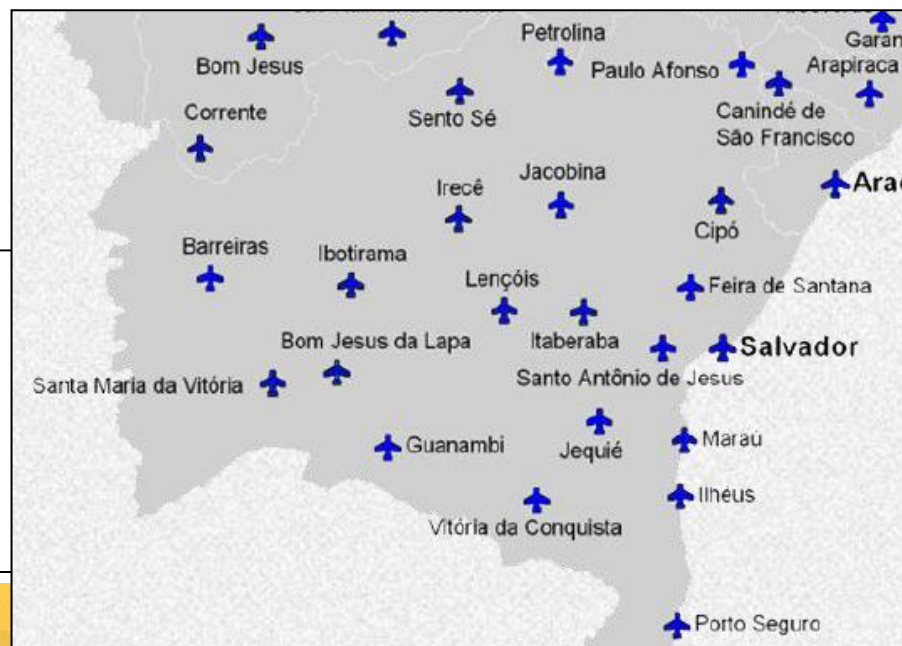 Petrolina
Garan
Bom Jesus
Paulo Afonso
Arapiraca
Sento Sé
Canindé de
São Francisco
Corrente
Jacobina
Irecê
Arac
Cipó
Barreiras
Ibotirama
Lençóis
Feira de Santana
Itaberaba
Salvador
Bom Jesus da Lapa
Santo Antônio de Jesus
Santa Maria da Vitória
Guanambi
Jequié
Maraú
Ilhéus
Vitória da Conquista
Porto Seguro